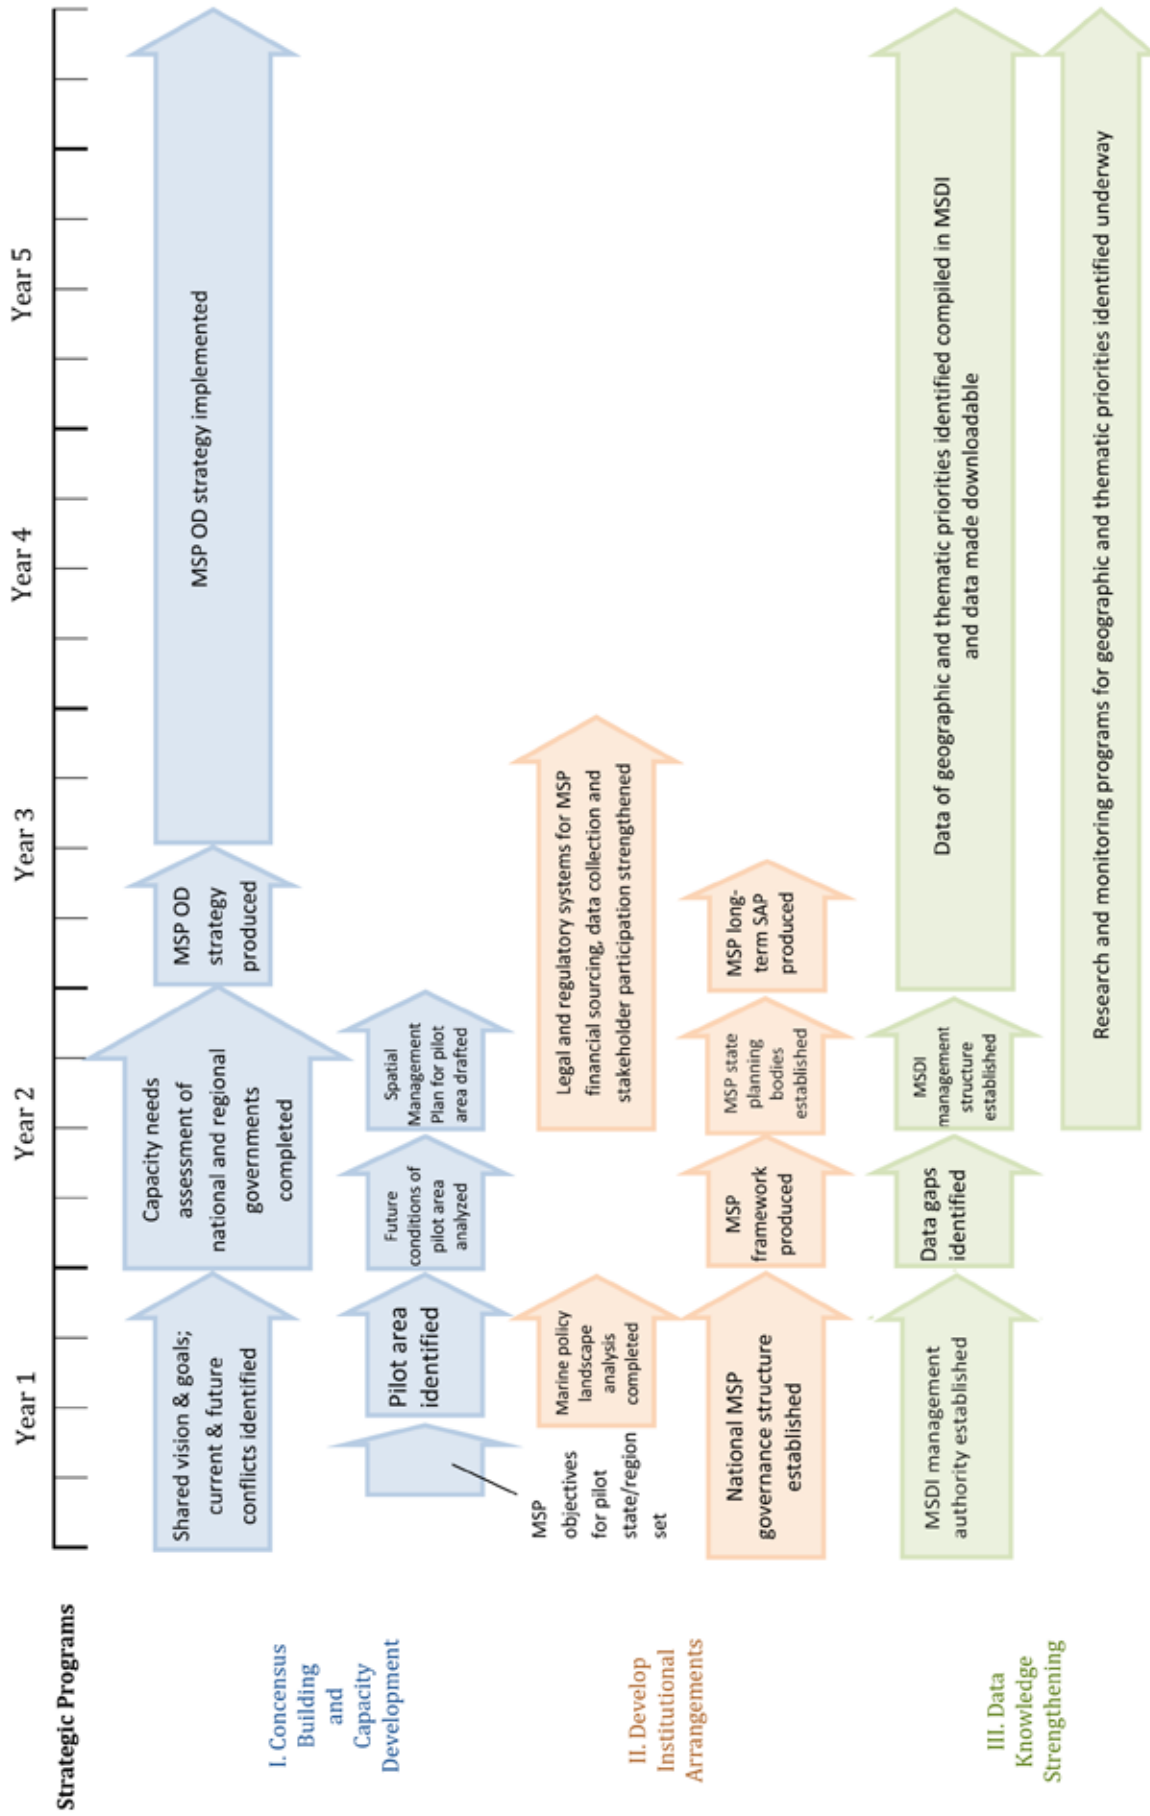 Strategic Programs
Year 1
Year 2
Year 3
Year 4
Year 5
I. Concensus
Building
and
Capacity
Development
Shared vision & goals;
current & future
conflicts identified
Capacity needs
assessment of
national and regional
governments
completed
MSP OD
strategy
produced
MSP OD strategy implemented
MSP
objectives
for pilot
state/region
set
Pilot area
identified
Future
conditions of
pilot area
analyzed
Spatial
Management
Plan for pilot
area drafted
II. Develop
Institutional
Arrangements
Marine policy
landscape
analysis
completed
Legal and regulatory systems for MSP
financial sourcing, data collection and
stakeholder participation strengthened
National MSP
governance structure
established
MSP
framework
produced
MSP state
planning
bodies
established
MSP long-
term SAP
produced
III. Data
Knowledge
Strengthening
MSDI management
authority established
Data gaps
identified
MSDI
management
structure
established
Data of geographic and thematic priorities identified compiled in MSDI
and data made downloadable
Research and monitoring programs for geographic and thematic priorities identified underway